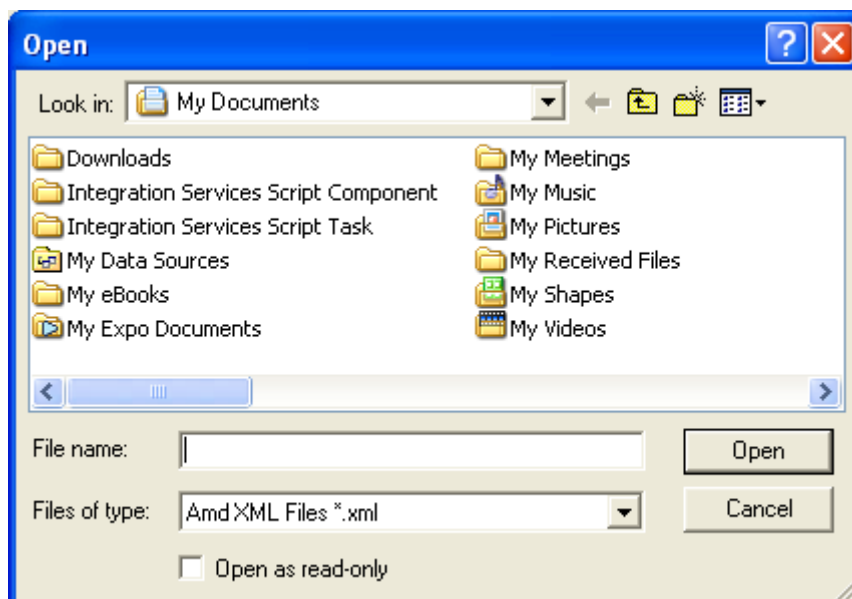 Open
Look in: My Documents
Downloads
Integration Services Script Component
Integration Services Script Task
My Data Sources
My eBooks
My Expo Documents
My Meetings
My Music
My Pictures
My Received Files
My Shapes
My Videos
File name:
Open
Files of type: Amd XML Files *.xml
Cancel
Open as read-only